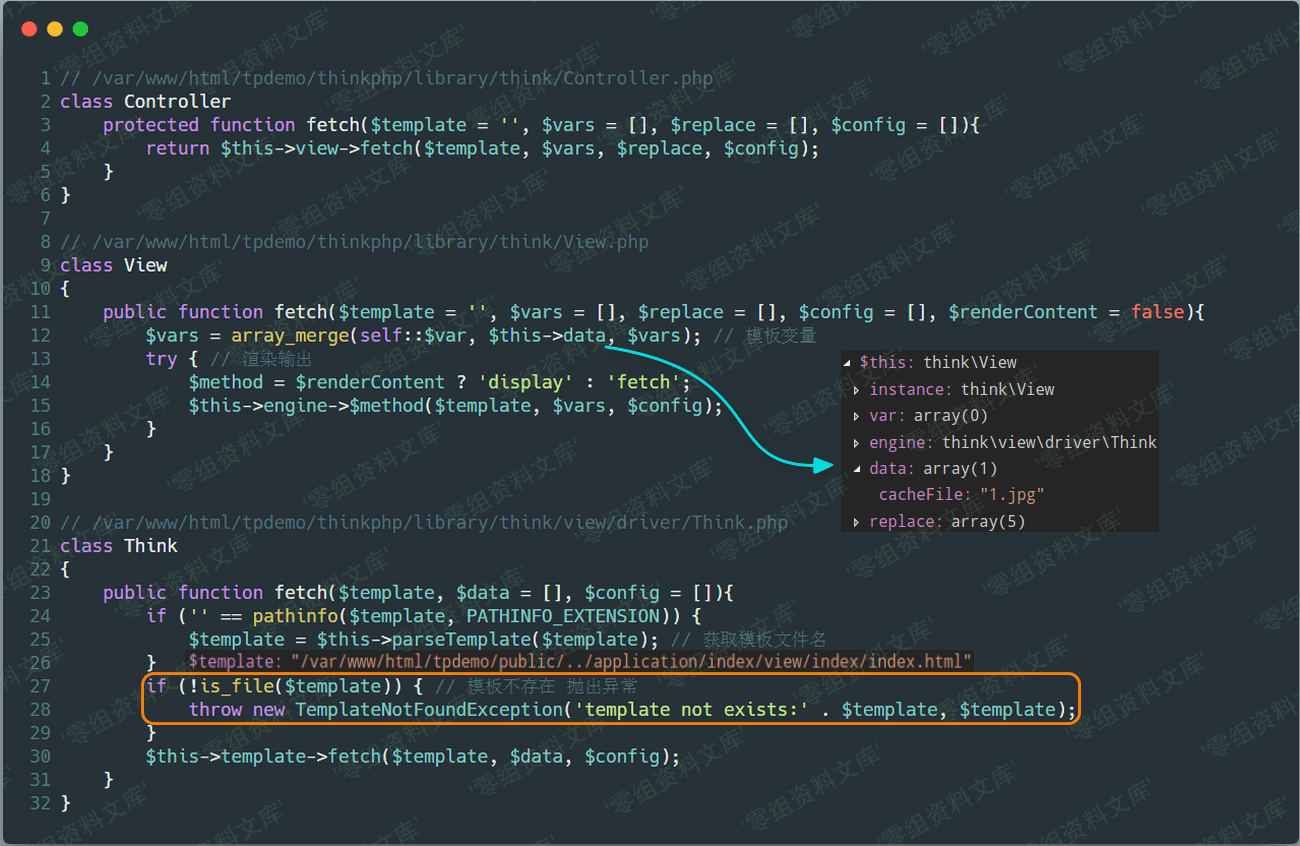 1 // /var/www/html/tpdemo/thinkphp/library/think/Controller.php
2 class Controller
3     protected function fetch($template = '', $vars = [], $replace = [], $config = []){
4         return $this->view->fetch($template, $vars, $replace, $config);
5     }
6 }
7
8 // /var/www/html/tpdemo/thinkphp/library/think/View.php
9 class View
10 {
11     public function fetch($template = '', $vars = [], $replace = [], $config = [], $renderContent = false){
12         $vars = array_merge(self::$var, $this->data, $vars); // 模板变量
13         try { // 渲染输出
14             $method = $renderContent ? 'display' : 'fetch';
15             $this->engine->$method($template, $vars, $config);
16         }
17     }
18 }
19
$this: think\View
instance: think\View
var: array(0)
engine: think\view\driver\Think
data: array(1)
cacheFile: "1.jpg"
replace: array(5)
20 // /var/www/html/tpdemo/thinkphp/library/think/view/driver/Think.php
21 class Think
22 {
23     public function fetch($template, $data = [], $config = []){
24         if ('' == pathinfo($template, PATHINFO_EXTENSION)) {
25             $template = $this->parseTemplate($template); // 获取模板文件名
26         } $template: "/var/www/html/tpdemo/public/../application/index/view/index/index.html"
27         if (!is_file($template)) { // 模板不存在 抛出异常
28             throw new TemplateNotFoundException('template not exists:' . $template, $template);
29         }
30         $this->template->fetch($template, $data, $config);
31     }
32 }
'零组资料文库'